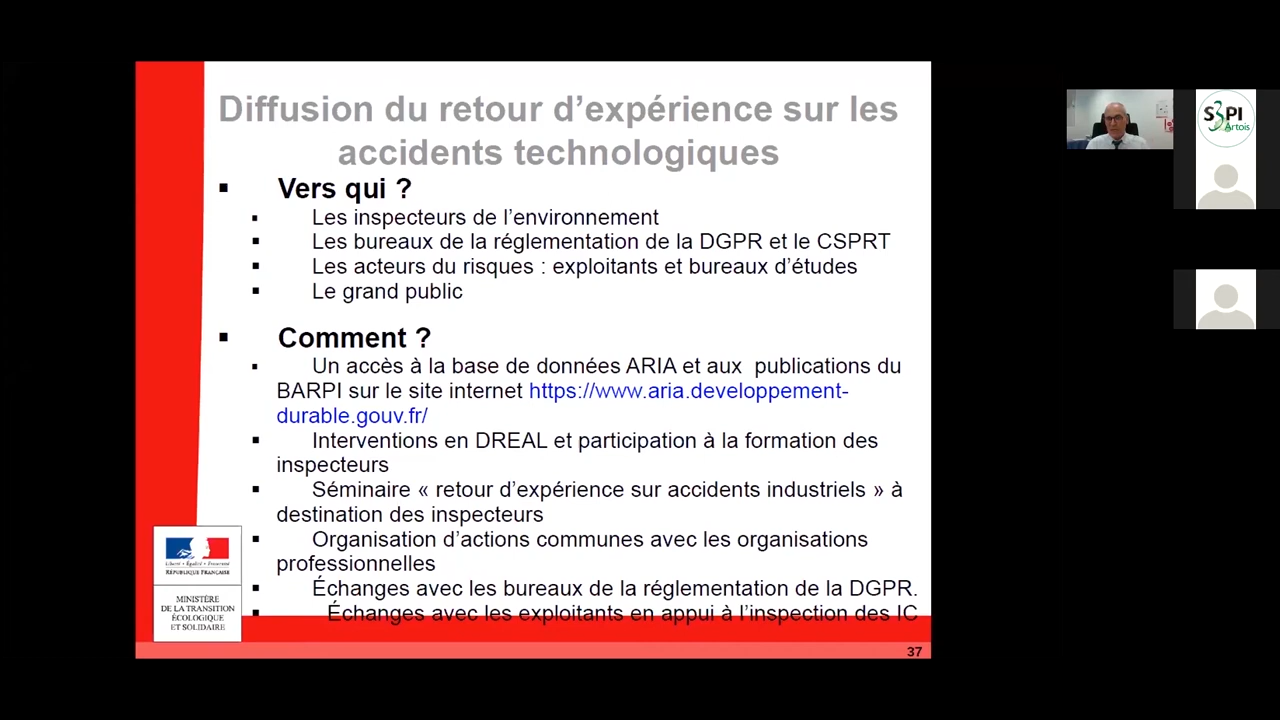 Diffusion du retour d’expérience sur les
accidents technologiques
Vers qui ?
Les inspecteurs de l’environnement
Les bureaux de la réglementation de la DGPR et le CSPRT
Les acteurs du risques : exploitants et bureaux d’études
Le grand public
Comment ?
Un accès à la base de données ARIA et aux publications du
BARPI sur le site internet https://www.aria.developpement-
durable.gouv.fr/
Interventions en DREAL et participation à la formation des
inspecteurs
Séminaire « retour d’expérience sur accidents industriels » à
destination des inspecteurs
Organisation d’actions communes avec les organisations
professionnelles
Échanges avec les bureaux de la réglementation de la DGPR.
Échanges avec les exploitants en appui à l’inspection des IC
Liberté • Égalité • Fraternité
RÉPUBLIQUE FRANÇAISE
MINISTÈRE
DE LA TRANSITION
ÉCOLOGIQUE
ET SOLIDAIRE
37
S3PI
Artois